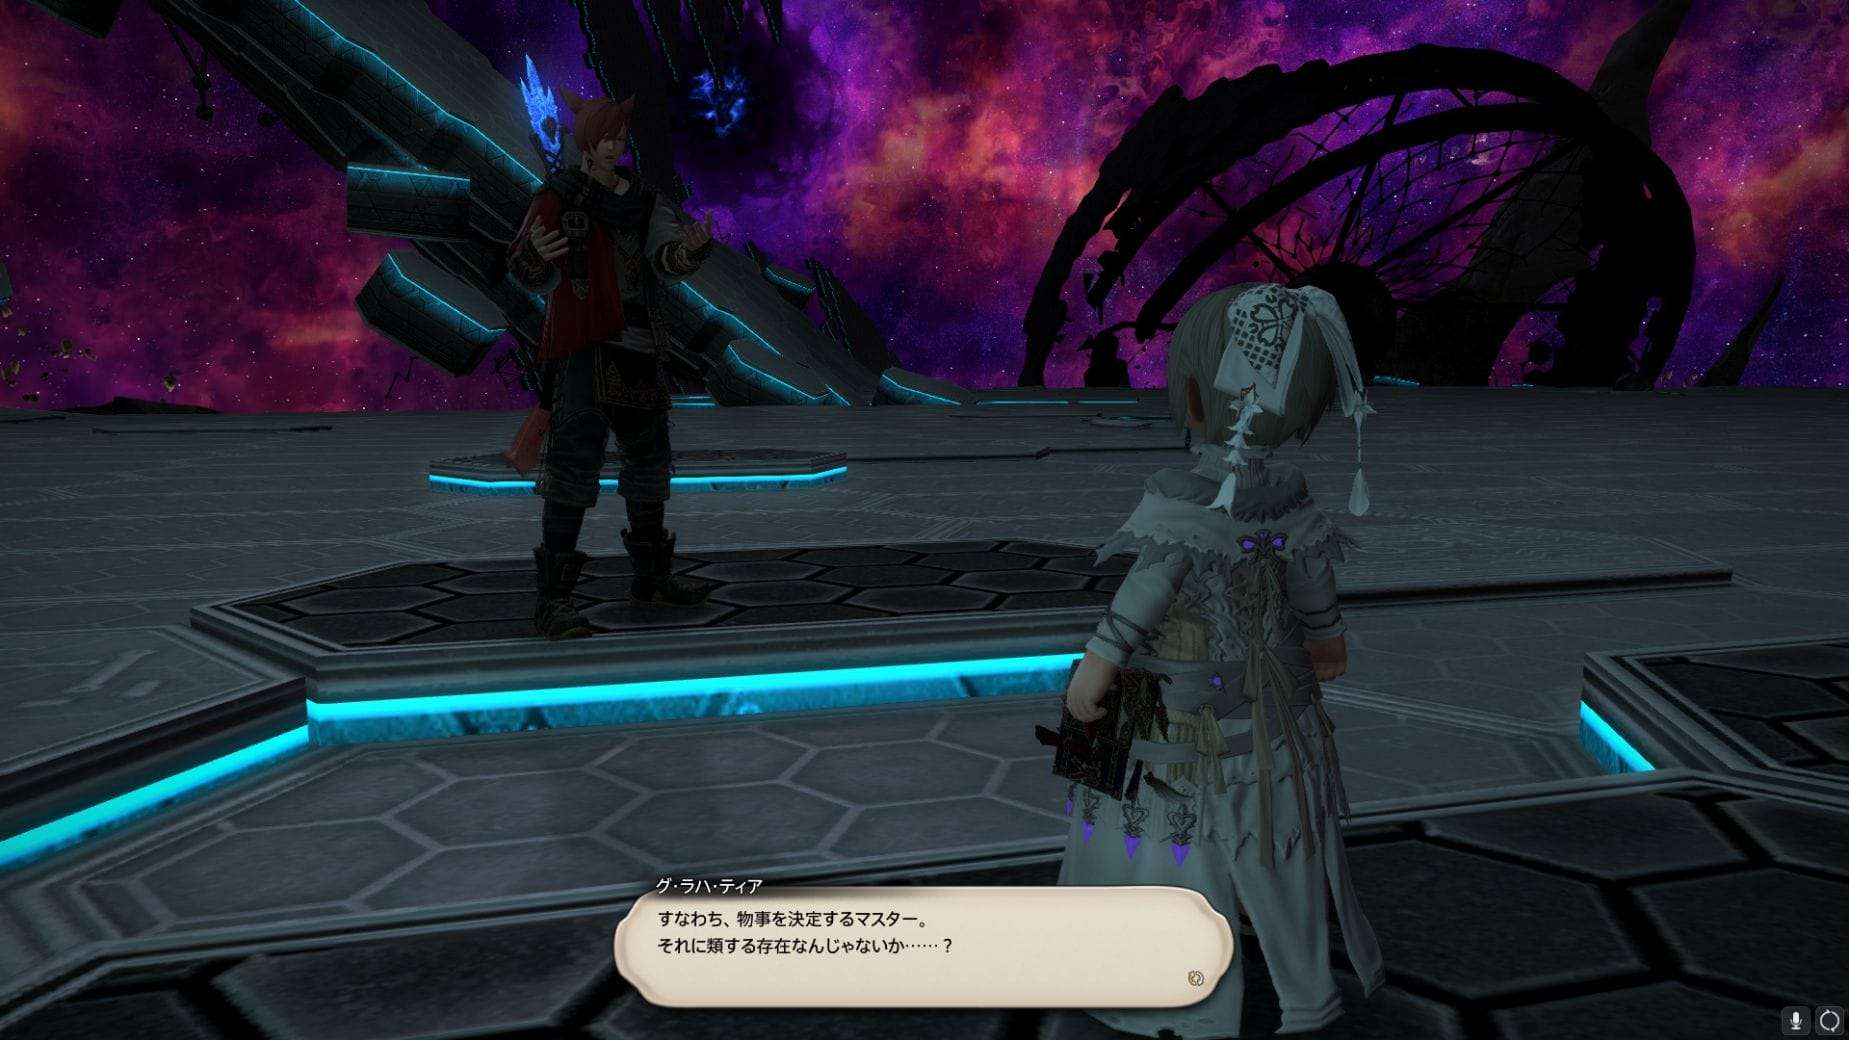 グ・ラハ・ティア
すなわち、物事を決定するマスター。
それに類する存在なんじゃないか……？